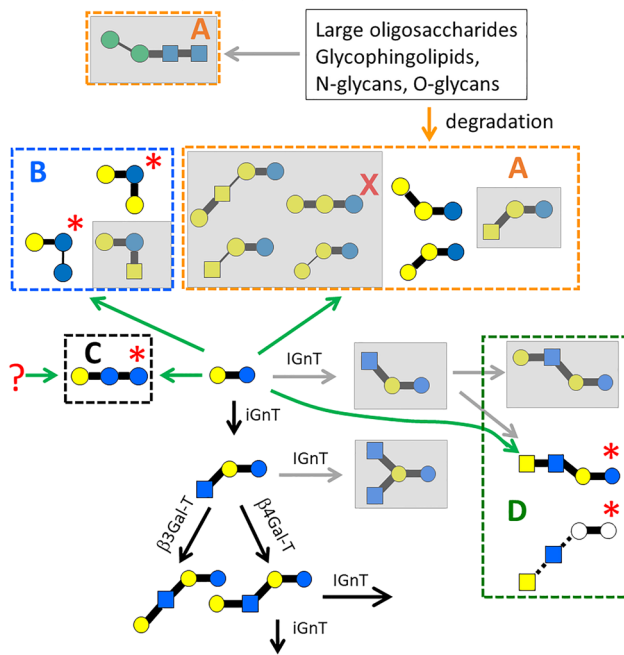 A
Large oligosaccharides
Glycophingolipids,
N-glycans, O-glycans
degradation
B
*
*
X
A
C
*
?
IGnT
iGnT
IGnT
*
D
*
β3Gal-T
β4Gal-T
IGnT
iGnT